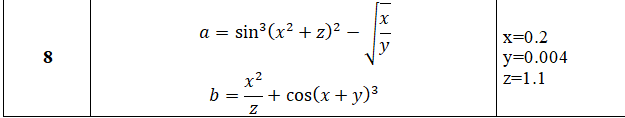 8
a = sin³(x² + z)² − √(x/y)
b = x²/z + cos(x + y)³
x=0.2
y=0.004
z=1.1